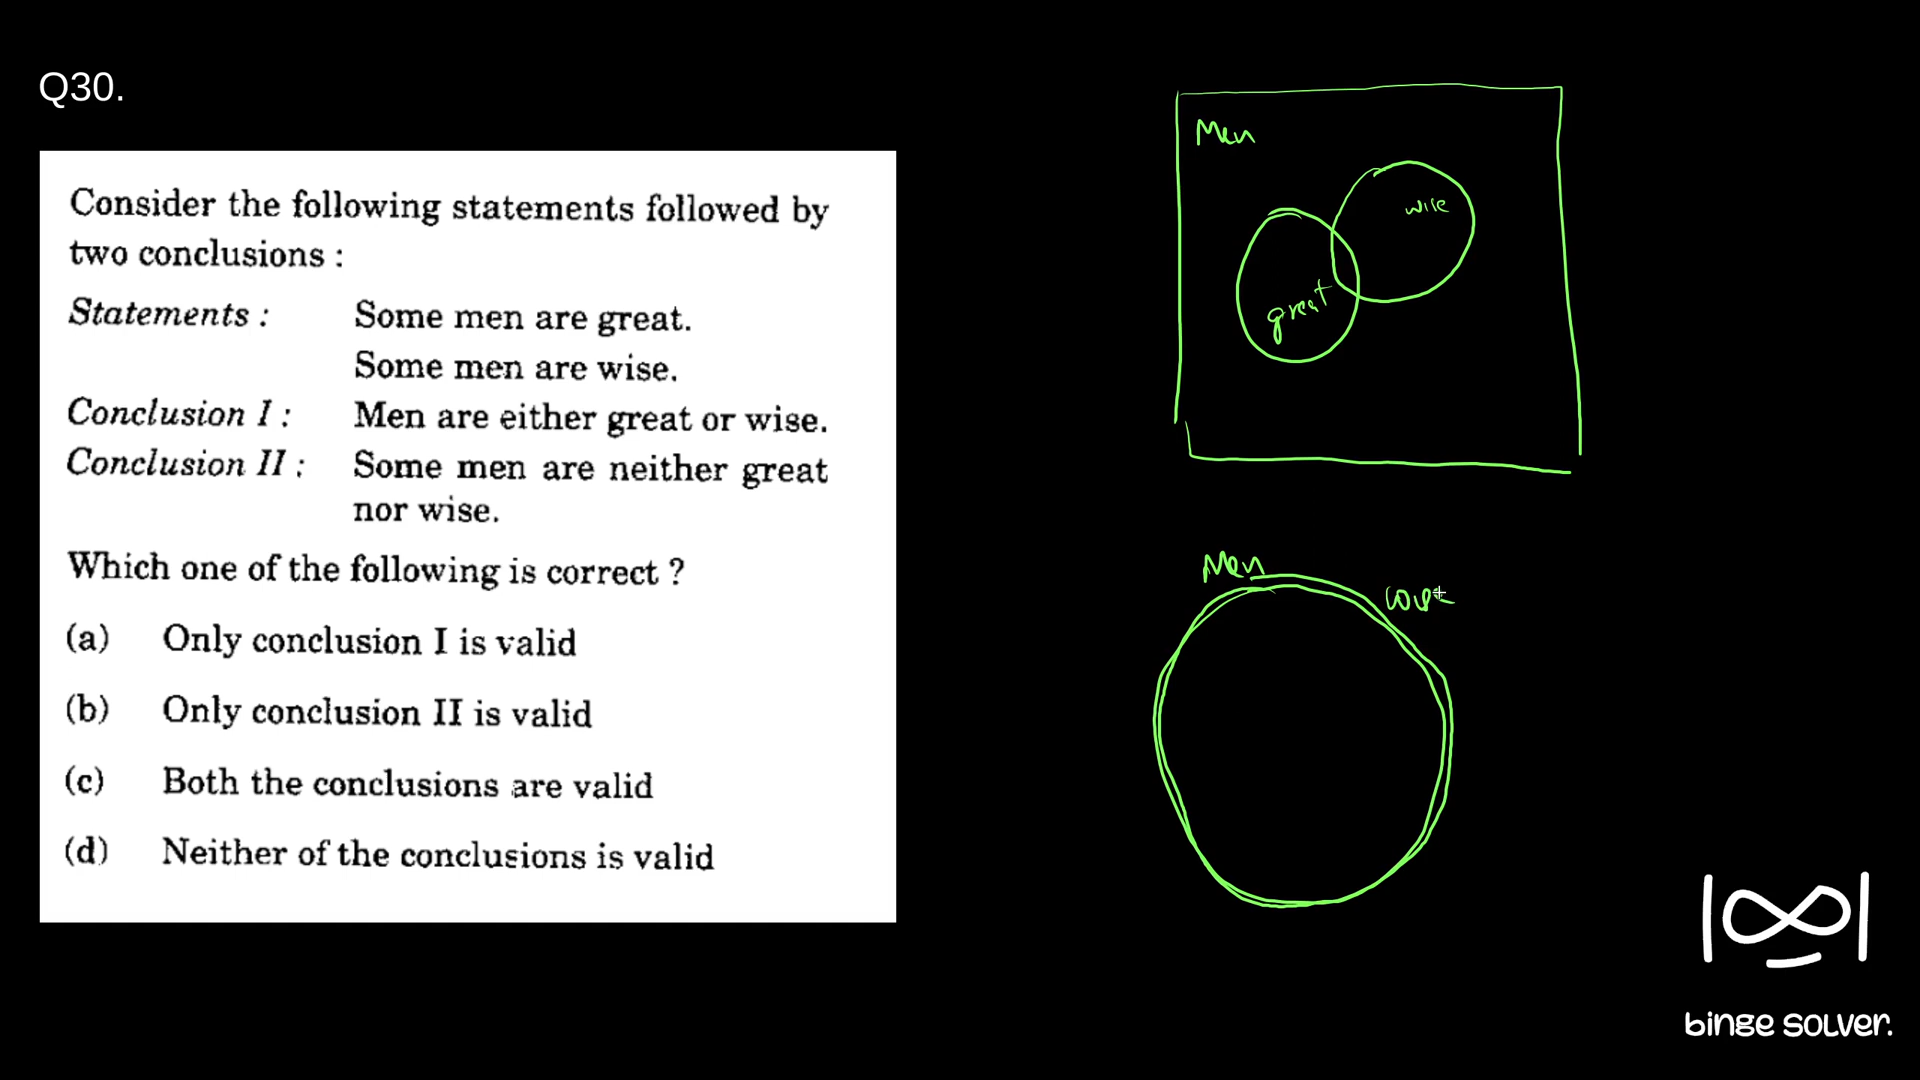 Q30.
Consider the following statements followed by
two conclusions :
Statements : Some men are great.
Some men are wise.
Conclusion I : Men are either great or wise.
Conclusion II : Some men are neither great
nor wise.
Which one of the following is correct ?
(a) Only conclusion I is valid
(b) Only conclusion II is valid
(c) Both the conclusions are valid
(d) Neither of the conclusions is valid
Men
wise
great
Men
binge solver.